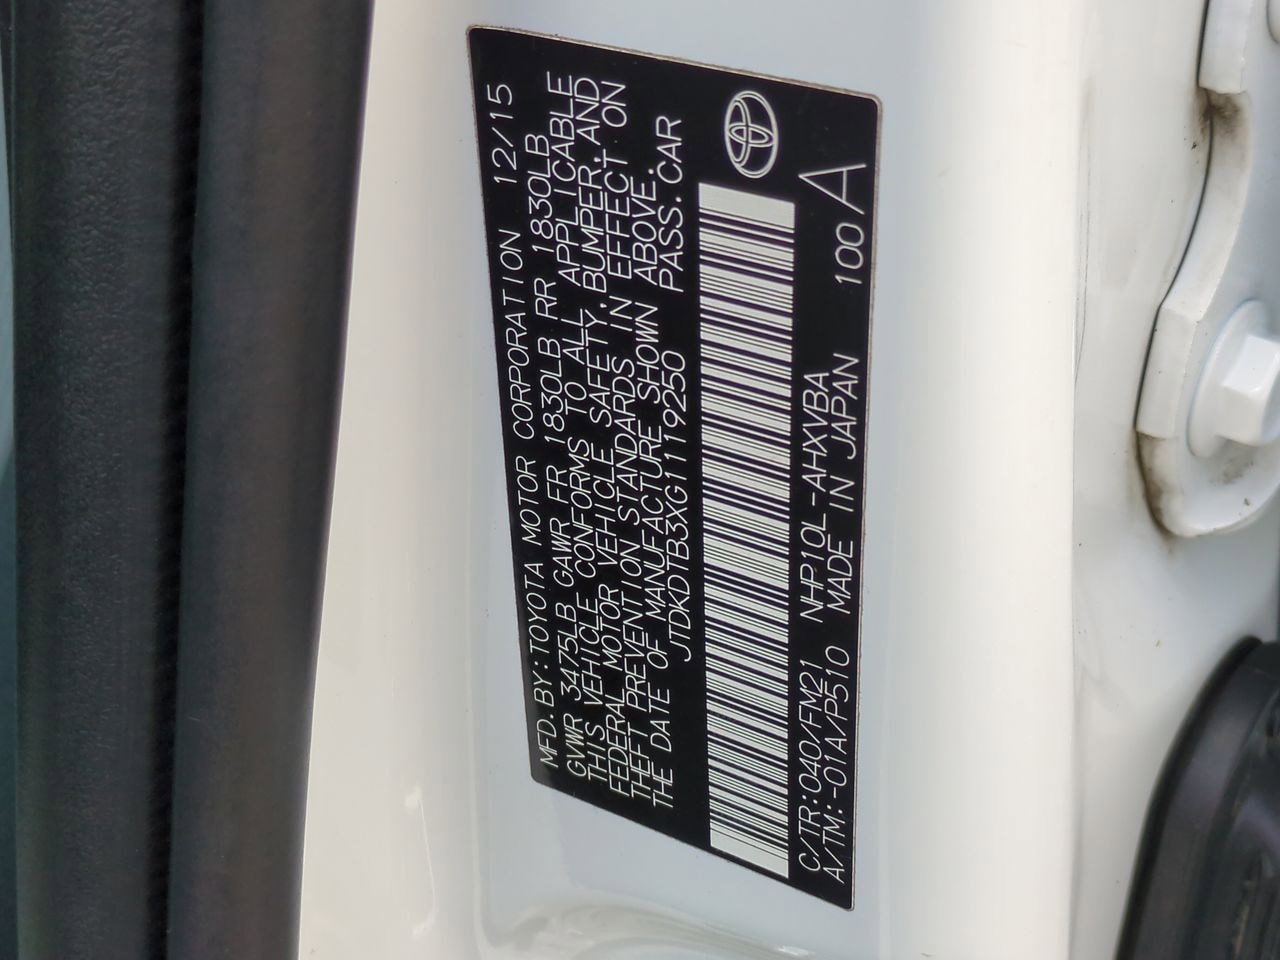 MFD. BY: TOYOTA MOTOR CORPORATION 12/15
GVWR 3475LB GAWR FR 1830LB RR 1830LB
THIS VEHICLE CONFORMS TO ALL APPLICABLE
FEDERAL MOTOR VEHICLE SAFETY, BUMPER, AND
THEFT PREVENTION STANDARDS IN EFFECT ON
THE DATE OF MANUFACTURE SHOWN ABOVE.
JTDKDTB3XG1119250 PASS. CAR
C/TR:040/FM21 NHP10L-AHXVBA 100 A
A/TM:-01A/P510 MADE IN JAPAN